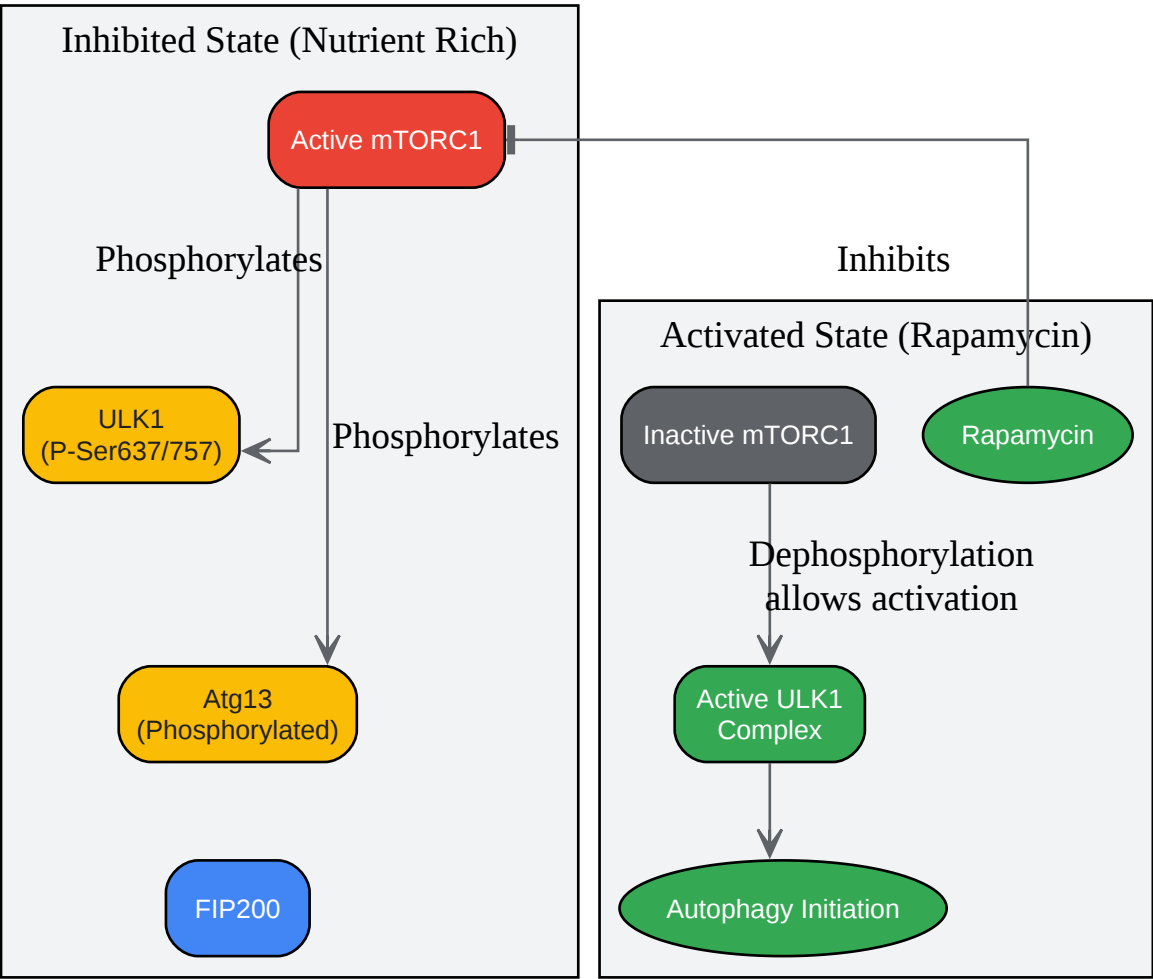 Inhibited State (Nutrient Rich)
Active mTORC1
Phosphorylates
Inhibits
Activated State (Rapamycin)
ULK1
(P-Ser637/757)
Phosphorylates
Inactive mTORC1
Rapamycin
Dephosphorylation
allows activation
Atg13
(Phosphorylated)
Active ULK1
Complex
FIP200
Autophagy Initiation